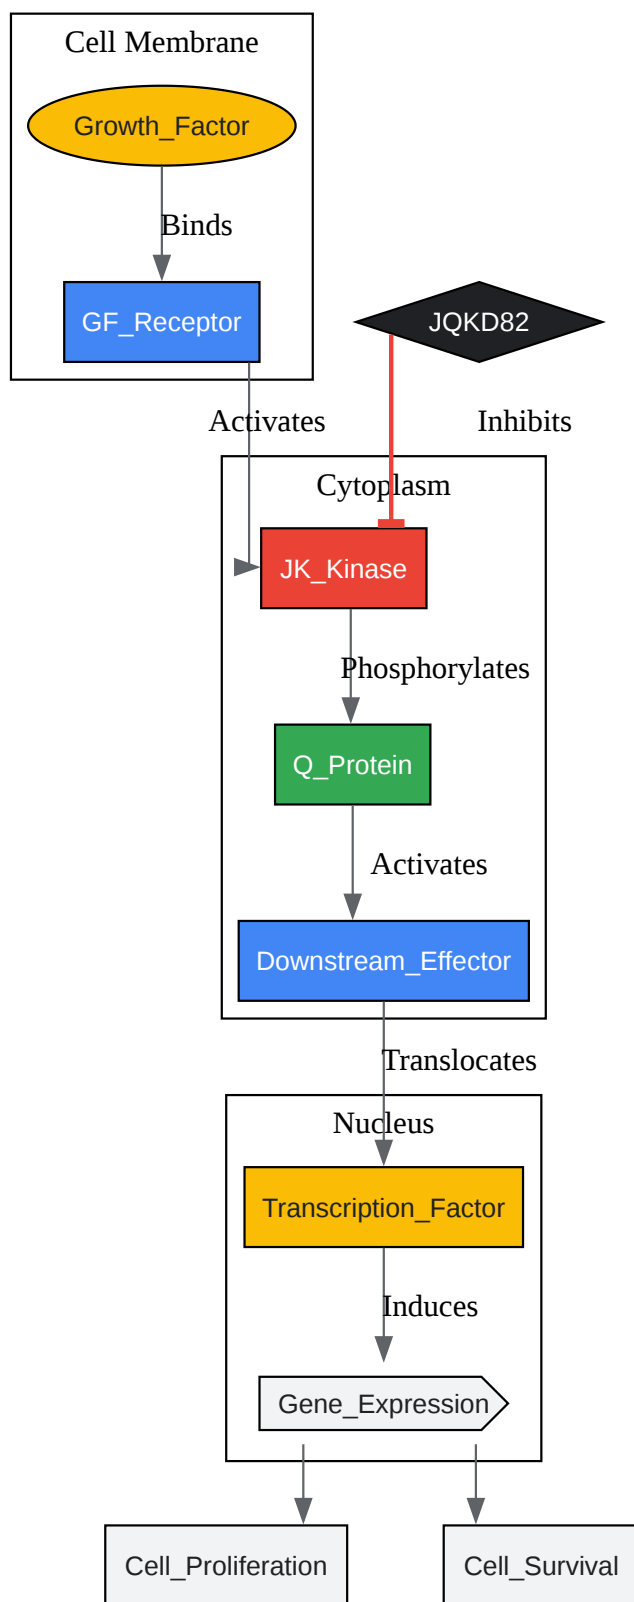 Cell Membrane
Growth_Factor
Binds
GF_Receptor
JQKD82
Activates
Inhibits
Cytoplasm
JK_Kinase
Phosphorylates
Q_Protein
Activates
Downstream_Effector
Translocates
Nucleus
Transcription_Factor
Induces
Gene_Expression
Cell_Proliferation
Cell_Survival